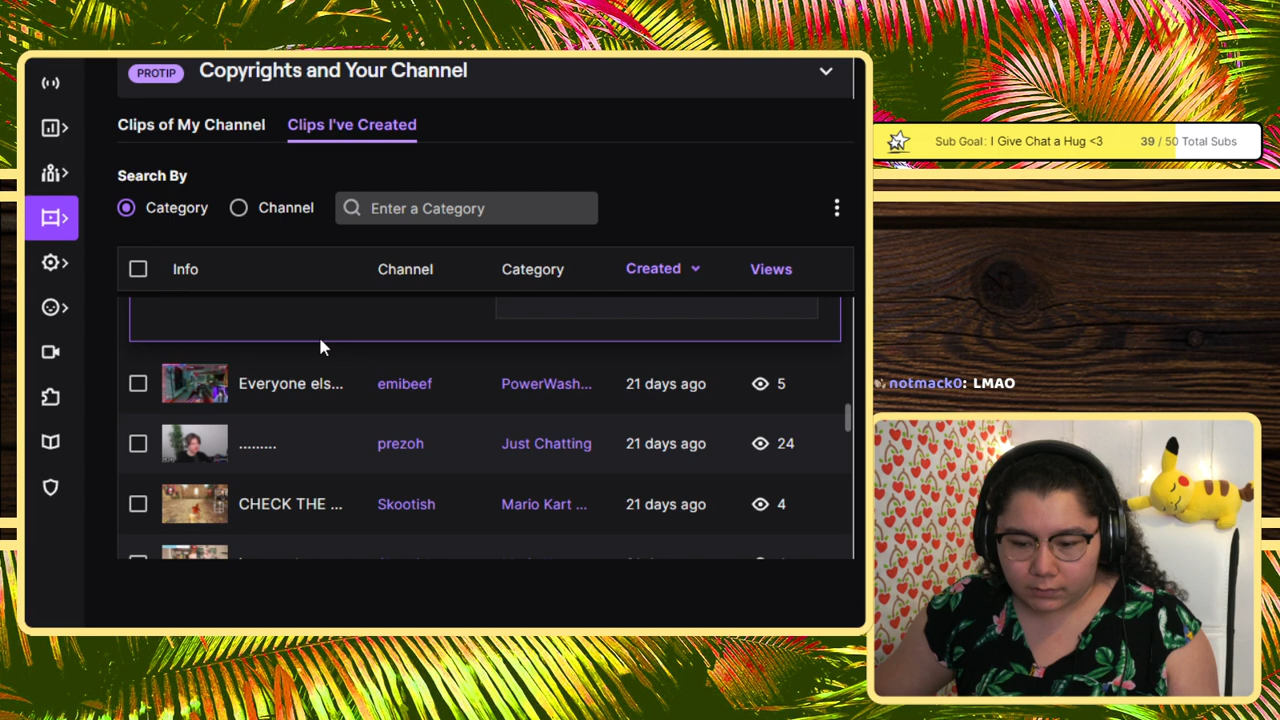 PROTIP Copyrights and Your Channel
Clips of My Channel Clips I've Created
Sub Goal: I Give Chat a Hug <3 39 / 50 Total Subs
Search By
Category Channel Enter a Category
Info Channel Category Created Views
Everyone els... emibeef PowerWash... 21 days ago 5
notmack0: LMAO
......... prezoh Just Chatting 21 days ago 24
CHECK THE ... Skootish Mario Kart ... 21 days ago 4